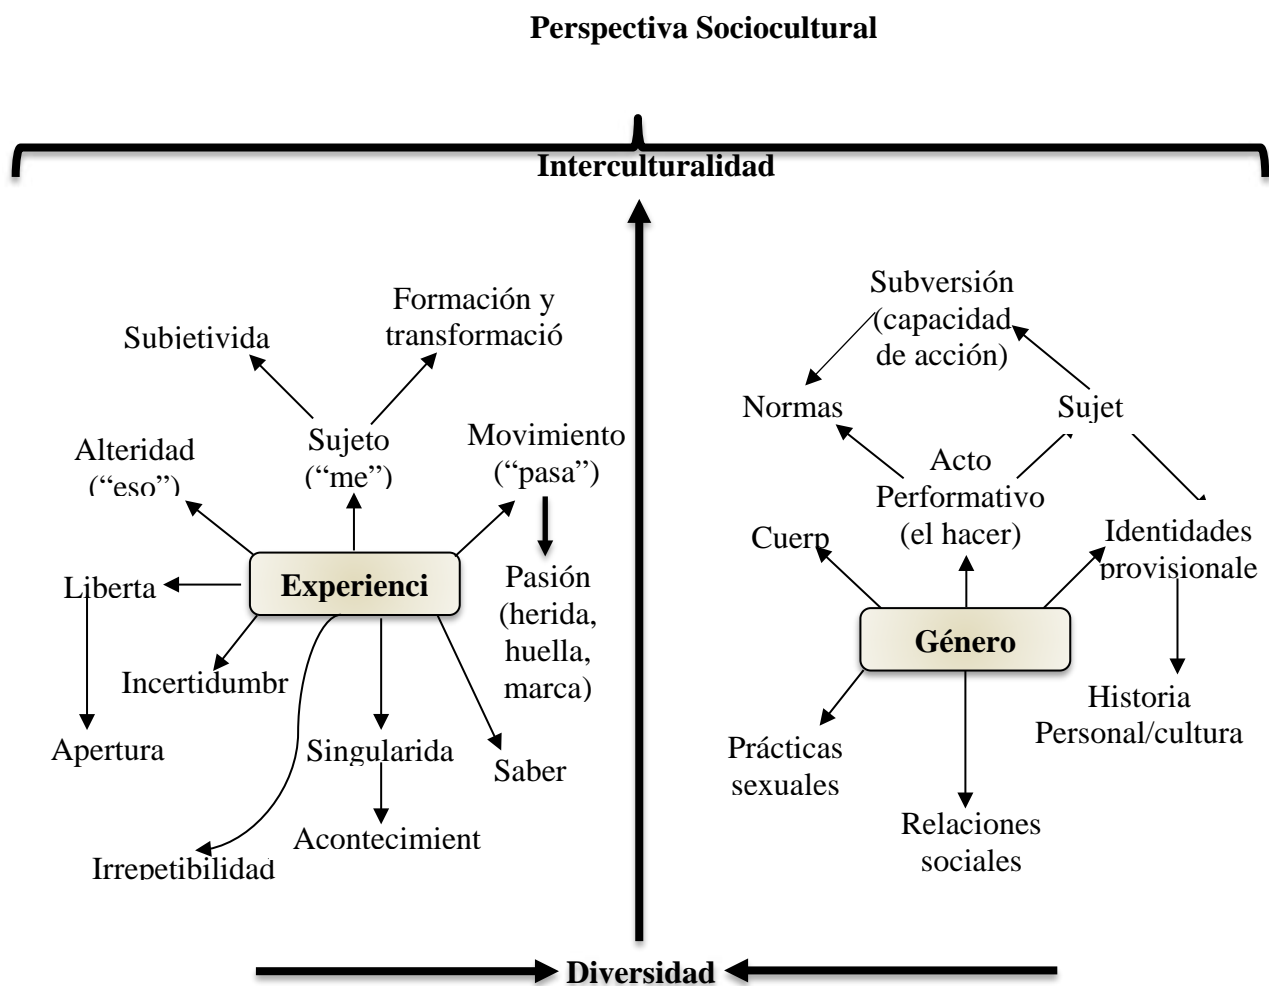 Perspectiva Sociocultural
Interculturalidad
Formación y
transformació
Subjetivida
Sujeto
(“me”)
Movimiento
(“pasa”)
Alteridad
(“eso”)
Experienci
Liberta
Pasión
(herida,
huella,
marca)
Incertidumbr
Apertura
Singularida
Saber
Acontecimient
Irrepetibilidad
Subversión
(capacidad
de acción)
Normas
Sujet
Acto
Performativo
(el hacer)
Cuerp
Identidades
provisionale
Género
Historia
Personal/cultura
Prácticas
sexuales
Relaciones
sociales
Diversidad